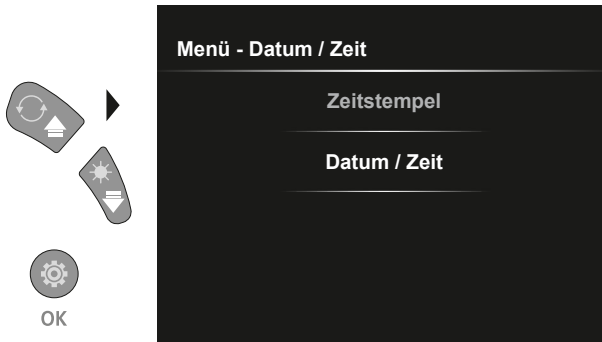 Menü - Datum / Zeit
Zeitstempel
Datum / Zeit
OK